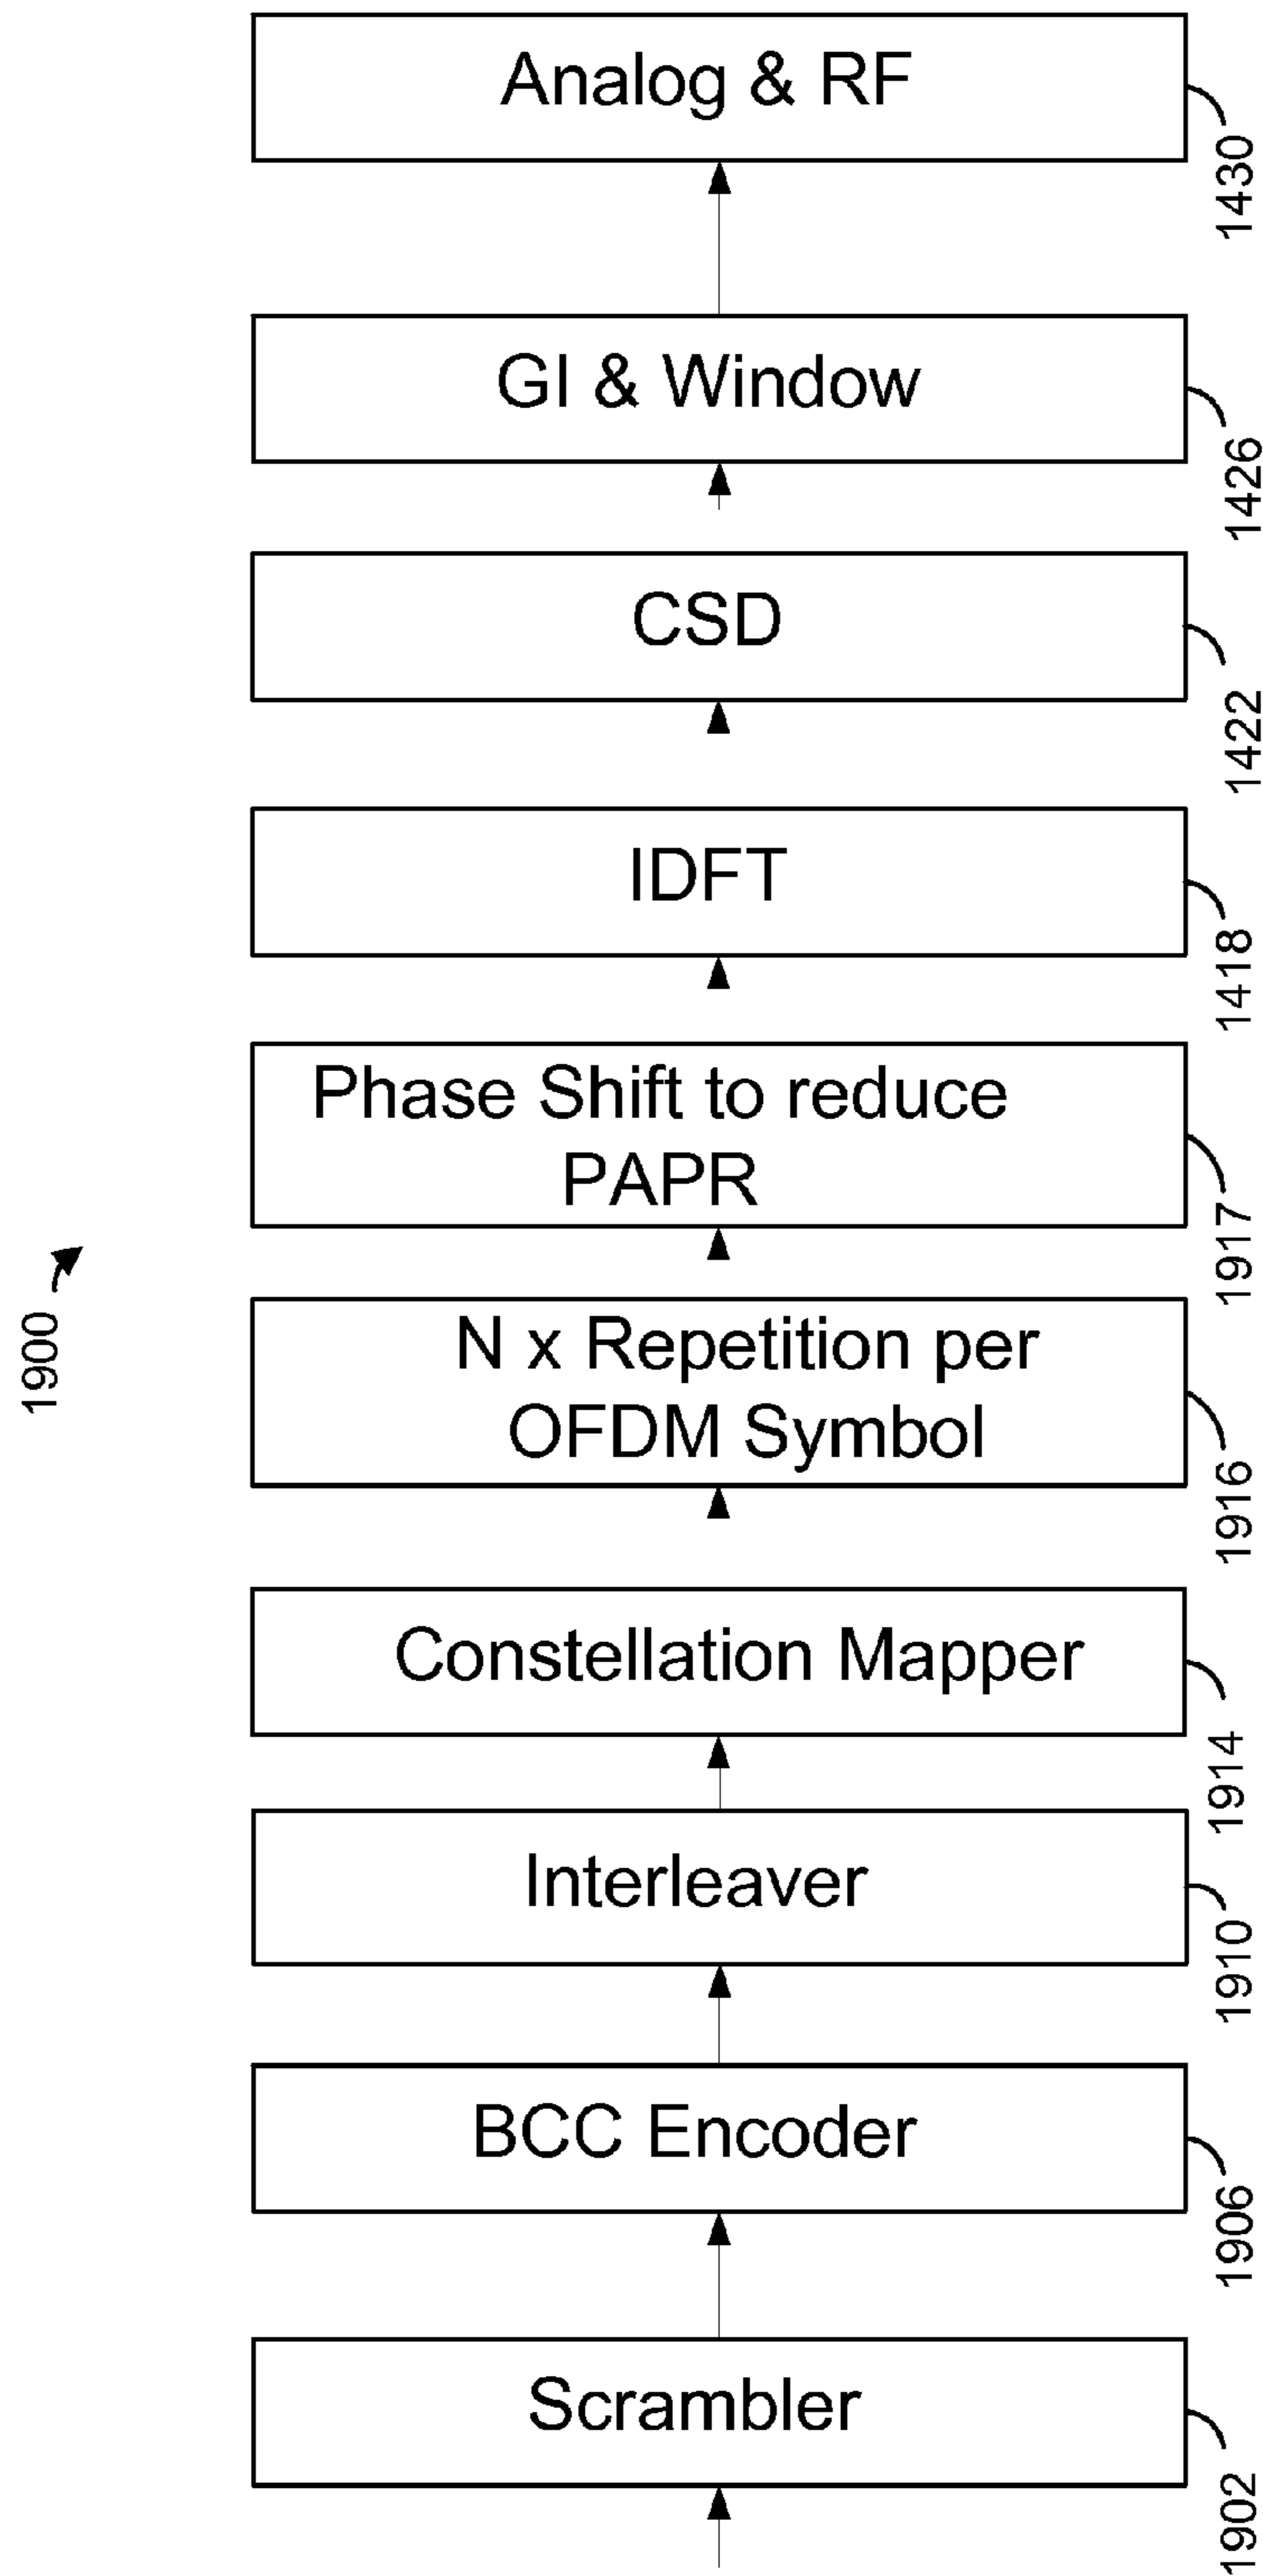 Analog & RF
1430
GI & Window
1426
CSD
1422
IDFT
1418
Phase Shift to reduce
PAPR
1917
1900
N x Repetition per
OFDM Symbol
1916
Constellation Mapper
1914
Interleaver
1910
BCC Encoder
1906
Scrambler
1902